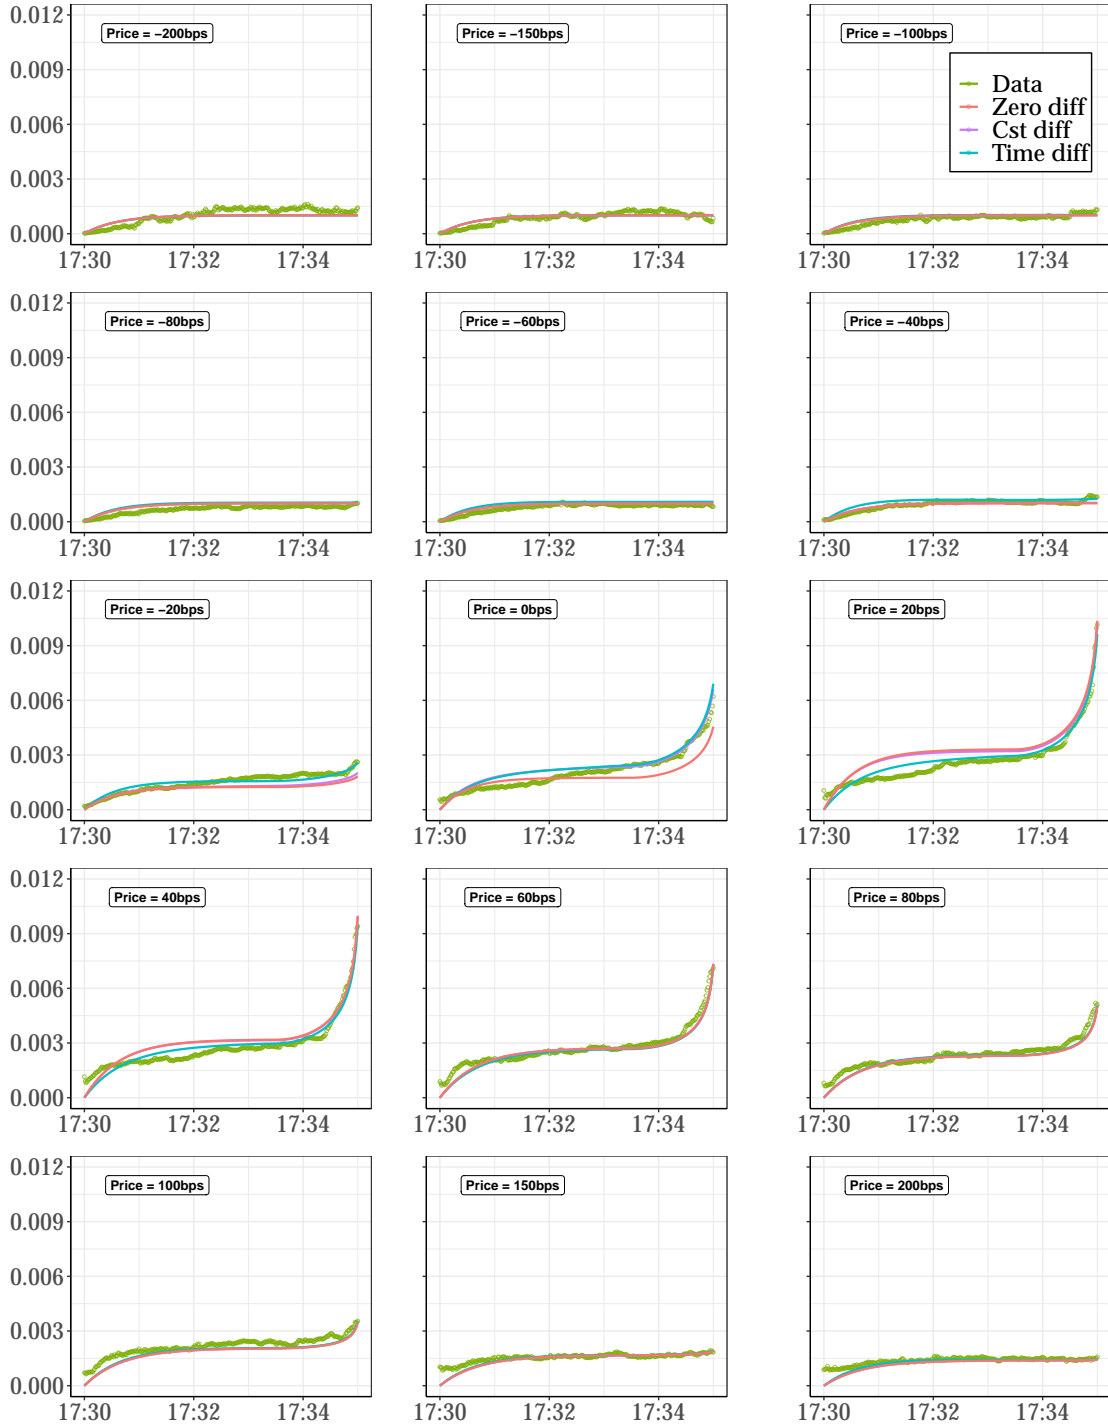 0.012
0.009
0.006
0.003
0.000
Price = −200bps
17:30 17:32 17:34
Price = −150bps
17:30 17:32 17:34
Price = −100bps
Data
Zero diff
Cst diff
Time diff
17:30 17:32 17:34
0.012
0.009
0.006
0.003
0.000
Price = −80bps
17:30 17:32 17:34
Price = −60bps
17:30 17:32 17:34
Price = −40bps
17:30 17:32 17:34
0.012
0.009
0.006
0.003
0.000
Price = −20bps
17:30 17:32 17:34
Price = 0bps
17:30 17:32 17:34
Price = 20bps
17:30 17:32 17:34
0.012
0.009
0.006
0.003
0.000
Price = 40bps
17:30 17:32 17:34
Price = 60bps
17:30 17:32 17:34
Price = 80bps
17:30 17:32 17:34
0.012
0.009
0.006
0.003
0.000
Price = 100bps
17:30 17:32 17:34
Price = 150bps
17:30 17:32 17:34
Price = 200bps
17:30 17:32 17:34